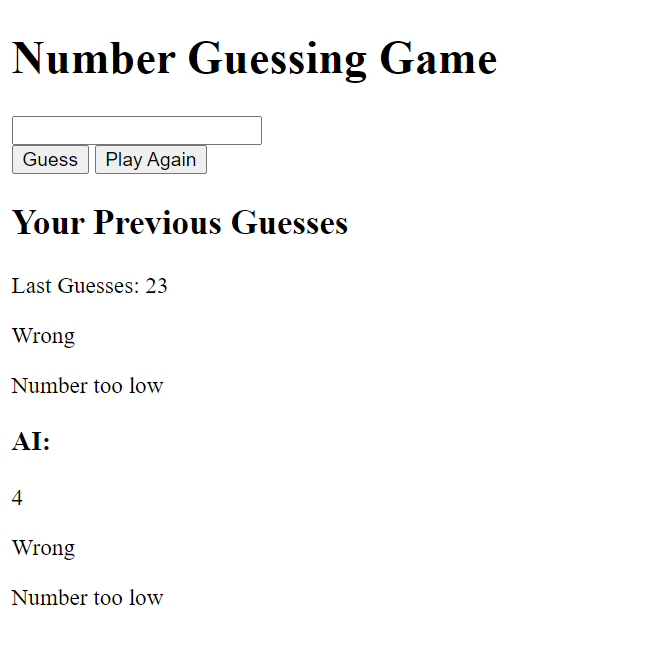 Number Guessing Game
Guess Play Again
Your Previous Guesses
Last Guesses: 23
Wrong
Number too low
AI:
4
Wrong
Number too low